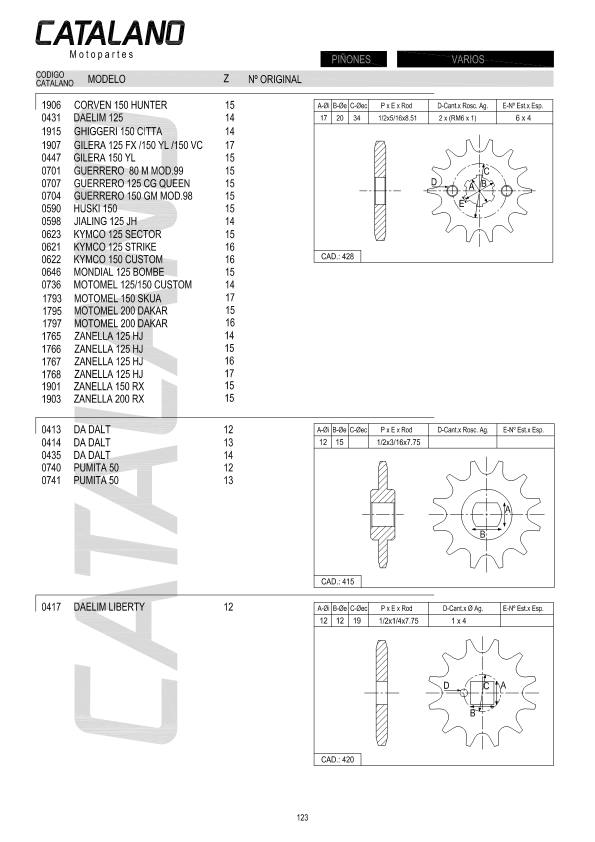 CATALANO
Motopartes
PIÑONES VARIOS
CODIGO CATALANO MODELO Z Nº ORIGINAL
1906 CORVEN 150 HUNTER 15
0431 DAELIM 125 14
1915 GHIGGERI 150 CITTA 14
1907 GILERA 125 FX /150 YL /150 VC 17
0447 GILERA 150 YL 15
0701 GUERRERO 80 M MOD.99 15
0707 GUERRERO 125 CG QUEEN 15
0704 GUERRERO 150 GM MOD.98 15
0590 HUSKI 150 15
0598 JIALING 125 JH 14
0623 KYMCO 125 SECTOR 15
0621 KYMCO 125 STRIKE 16
0622 KYMCO 150 CUSTOM 16
0646 MONDIAL 125 BOMBE 15
0736 MOTOMEL 125/150 CUSTOM 14
1793 MOTOMEL 150 SKUA 17
1795 MOTOMEL 200 DAKAR 15
1797 MOTOMEL 200 DAKAR 16
1765 ZANELLA 125 HJ 14
1766 ZANELLA 125 HJ 15
1767 ZANELLA 125 HJ 16
1768 ZANELLA 125 HJ 17
1901 ZANELLA 150 RX 15
1903 ZANELLA 200 RX 15
A-Øi B-Øe C-Øec P x E x Rod D-Cant.x Rosc. Ag. E-Nº Est.x Esp.
17 20 34 1/2x5/16x8.51 2 x (RM6 x 1) 6 x 4
D A B C E
CAD.: 428
0413 DA DALT 12
0414 DA DALT 13
0435 DA DALT 14
0740 PUMITA 50 12
0741 PUMITA 50 13
A-Øi B-Øe C-Øec P x E x Rod D-Cant.x Rosc. Ag. E-Nº Est.x Esp.
12 15 1/2x3/16x7.75
A
B
CAD.: 415
0417 DAELIM LIBERTY 12
A-Øi B-Øe C-Øec P x E x Rod D-Cant.x Ø Ag. E-Nº Est.x Esp.
12 12 19 1/2x1/4x7.75 1 x 4
D C A
B
CAD.: 420
CATALANO
123